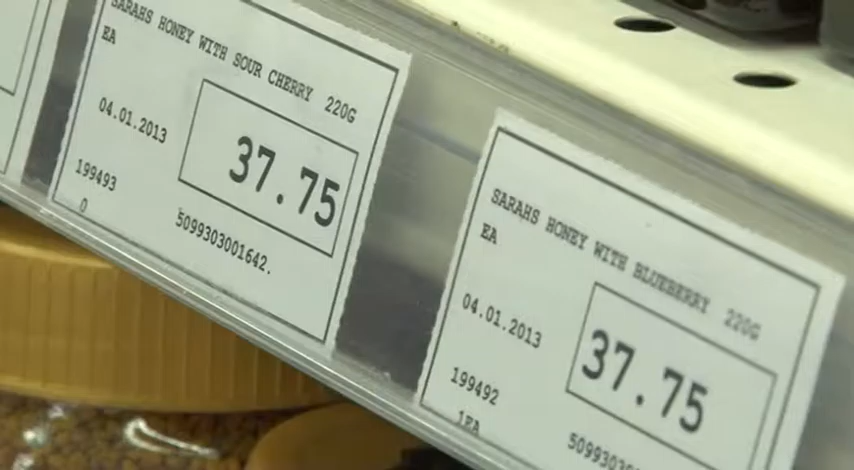 SARAHS HONEY WITH SOUR CHERRY 220G
EA
04.01.2013
37.75
199493
0
5099303001642.
SARAHS HONEY WITH BLUEBERRY 220G
EA
04.01.2013
37.75
199492
1EA